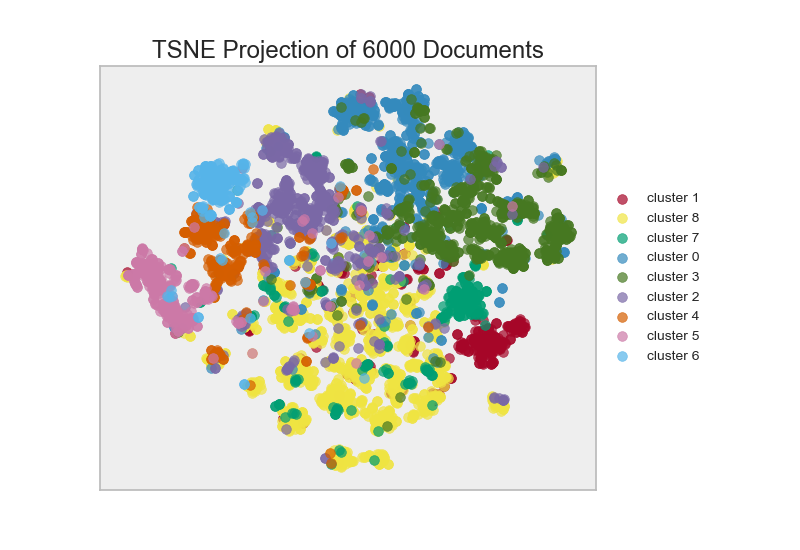 TSNE Projection of 6000 Documents
cluster 1
cluster 8
cluster 7
cluster 0
cluster 3
cluster 2
cluster 4
cluster 5
cluster 6